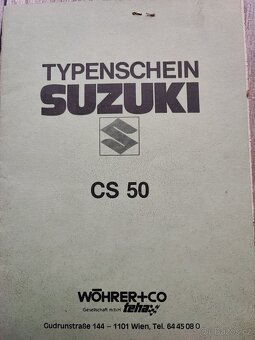 TYPENSCHEIN
SUZUKI
CS 50
WÖHRER+CO
Gesellschaft m.b.H. teha
Gudrunstraße 144 – 1101 Wien, Tel. 64 45 08 0